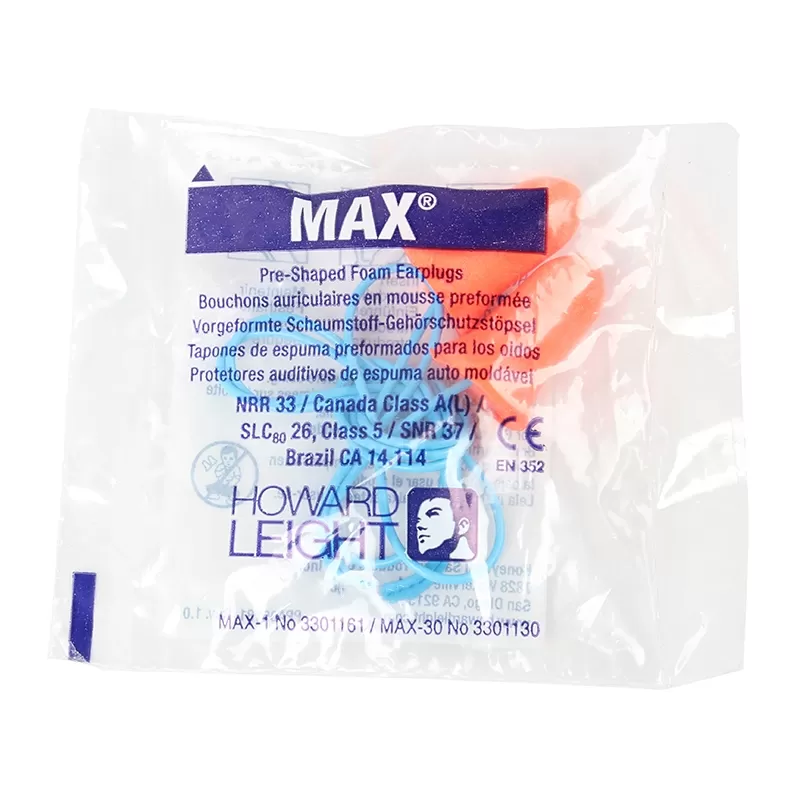 MAX®
Pre-Shaped Foam Earplugs
Bouchons auriculaires en mousse preformée
Vorgeformte Schaumstoff-Gehörschutzstöpsel
Tapones de espuma preformados para los oidos
Protetores auditivos de espuma auto moldável
NRR 33 / Canada Class A(L) /
SLC80 26, Class 5 / SNR 37 /
Brazil CA 14.114
CE
EN 352
HOWARD
LEIGHT
MAX-1 No 3301161 / MAX-30 No 3301130